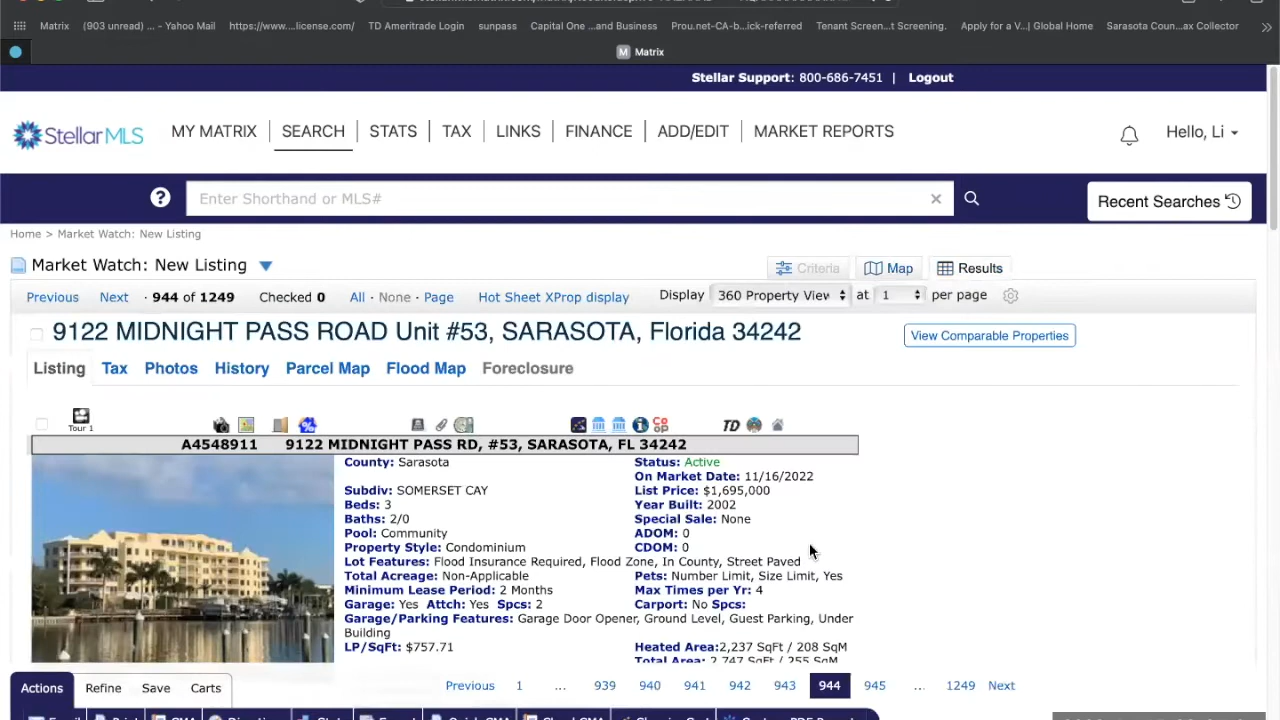 Matrix (903 unread) ... – Yahoo Mail https://www....license.com/ TD Ameritrade Login sunpass Capital One ...and Business Prou.net-CA-b...ick-referred Tenant Screen...t Screening. Apply for a V...| Global Home Sarasota Coun...ax Collector
M Matrix
Stellar Support: 800-686-7451 | Logout
StellarMLS MY MATRIX SEARCH STATS TAX LINKS FINANCE ADD/EDIT MARKET REPORTS Hello, Li
? Enter Shorthand or MLS# Recent Searches
Home > Market Watch: New Listing
Market Watch: New Listing Criteria Map Results
Previous Next · 944 of 1249 Checked 0 All · None · Page Hot Sheet XProp display Display 360 Property View at 1 per page
9122 MIDNIGHT PASS ROAD Unit #53, SARASOTA, Florida 34242 View Comparable Properties
Listing Tax Photos History Parcel Map Flood Map Foreclosure
Tour 1 TD
A4548911 9122 MIDNIGHT PASS RD, #53, SARASOTA, FL 34242
County: Sarasota Status: Active
On Market Date: 11/16/2022
Subdiv: SOMERSET CAY List Price: $1,695,000
Beds: 3 Year Built: 2002
Baths: 2/0 Special Sale: None
Pool: Community ADOM: 0
Property Style: Condominium CDOM: 0
Lot Features: Flood Insurance Required, Flood Zone, In County, Street Paved
Total Acreage: Non-Applicable Pets: Number Limit, Size Limit, Yes
Minimum Lease Period: 2 Months Max Times per Yr: 4
Garage: Yes Attch: Yes Spcs: 2 Carport: No Spcs:
Garage/Parking Features: Garage Door Opener, Ground Level, Guest Parking, Under
Building
LP/SqFt: $757.71 Heated Area:2,237 SqFt / 208 SqM
Total Area: 2,747 SqFt / 255 SqM
Actions Refine Save Carts Previous 1 ... 939 940 941 942 943 944 945 ... 1249 Next